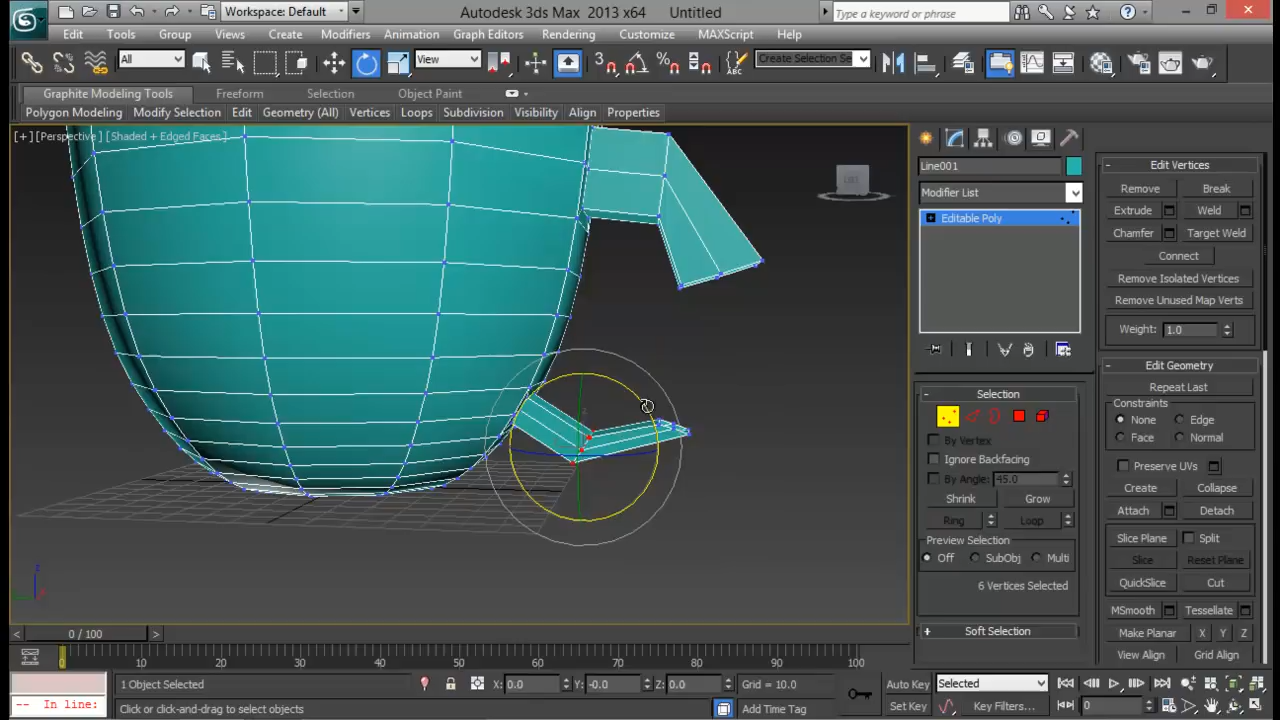 Workspace: Default
Autodesk 3ds Max 2013 x64 Untitled
Type a keyword or phrase
Edit Tools Group Views Create Modifiers Animation Graph Editors Rendering Customize MAXScript Help
All
View
Create Selection Se
Graphite Modeling Tools Freeform Selection Object Paint
Polygon Modeling Modify Selection Edit Geometry (All) Vertices Loops Subdivision Visibility Align Properties
[+] [Perspective] [Shaded + Edged Faces]
z
Line001
Modifier List
Editable Poly
Selection
By Vertex
Ignore Backfacing
By Angle: 45.0
Shrink Grow
Ring Loop
Preview Selection
Off SubObj Multi
6 Vertices Selected
Soft Selection
Edit Vertices
Remove Break
Extrude Weld
Chamfer Target Weld
Connect
Remove Isolated Vertices
Remove Unused Map Verts
Weight: 1.0
Edit Geometry
Repeat Last
Constraints
None Edge
Face Normal
Preserve UVs
Create Collapse
Attach Detach
Slice Plane Split
Slice Reset Plane
QuickSlice Cut
MSmooth Tessellate
Make Planar X Y Z
View Align Grid Align
< 0 / 100 >
0 10 20 30 40 50 60 70 80 90 100
1 Object Selected
X: 0.0 Y: -0.0 Z: 0.0
Grid = 10.0
Auto Key Selected
-- In line:
Click or click-and-drag to select objects
Add Time Tag
Set Key Key Filters... 0